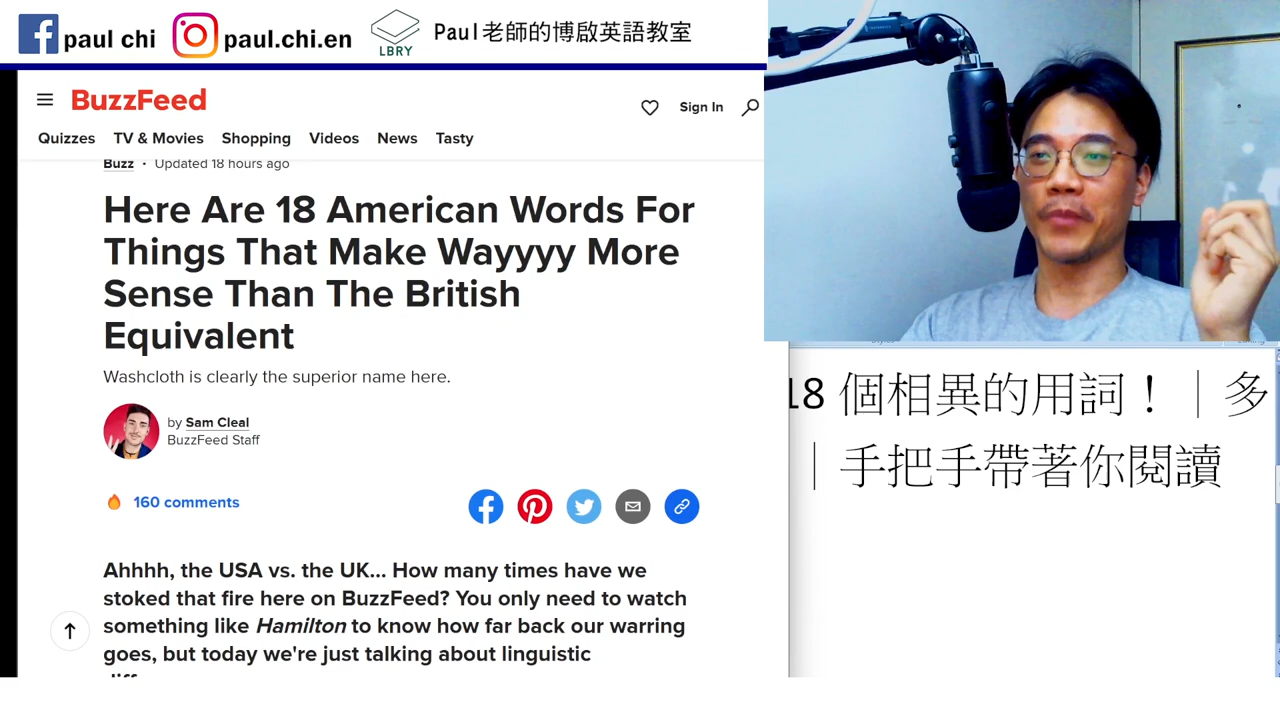 paul chi
paul.chi.en
LBRY
Paul老師的博啟英語教室
BuzzFeed
Sign In
Quizzes
TV & Movies
Shopping
Videos
News
Tasty
Buzz · Updated 18 hours ago
Here Are 18 American Words For
Things That Make Wayyyy More
Sense Than The British
Equivalent
Washcloth is clearly the superior name here.
by Sam Cleal
BuzzFeed Staff
160 comments
Ahhhh, the USA vs. the UK... How many times have we
stoked that fire here on BuzzFeed? You only need to watch
something like Hamilton to know how far back our warring
goes, but today we're just talking about linguistic
18 個相異的用詞！｜多
｜手把手帶著你閱讀